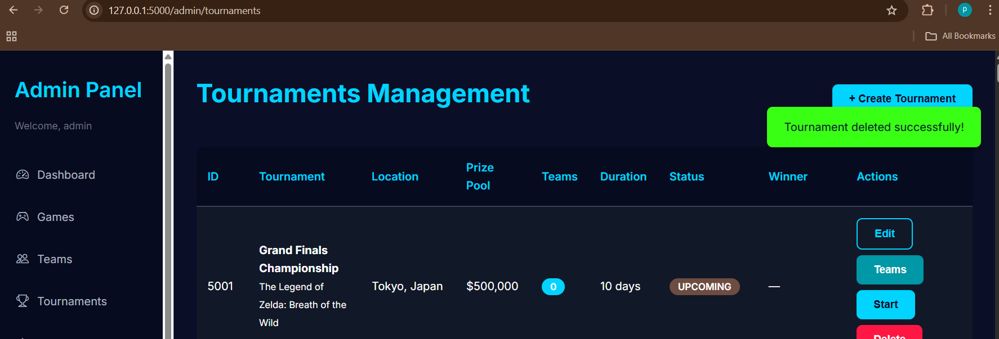 127.0.0.1:5000/admin/tournaments
P
All Bookmarks
Admin Panel
Welcome, admin
Dashboard
Games
Teams
Tournaments
Tournaments Management
+ Create Tournament
Tournament deleted successfully!
ID Tournament Location Prize Pool Teams Duration Status Winner Actions
Grand Finals
Championship
The Legend of
Zelda: Breath of the
Wild
5001 Tokyo, Japan $500,000 0 10 days UPCOMING —
Edit
Teams
Start
Delete